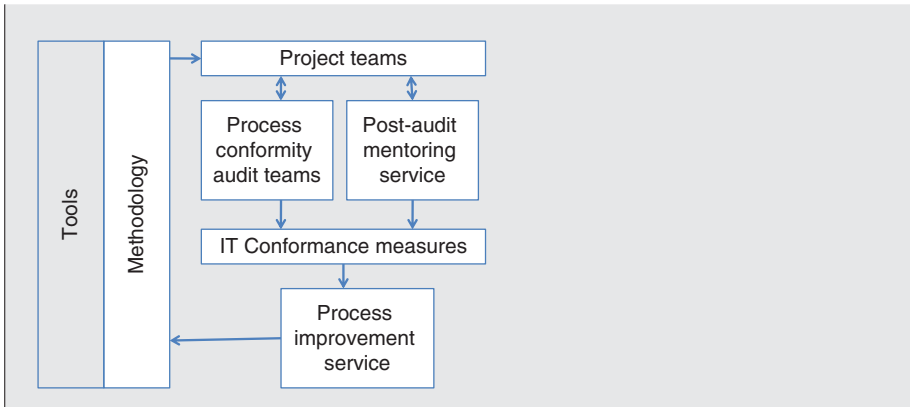 Tools
Methodology
Project teams
Process
conformity
audit teams
Post-audit
mentoring
service
IT Conformance measures
Process
improvement
service